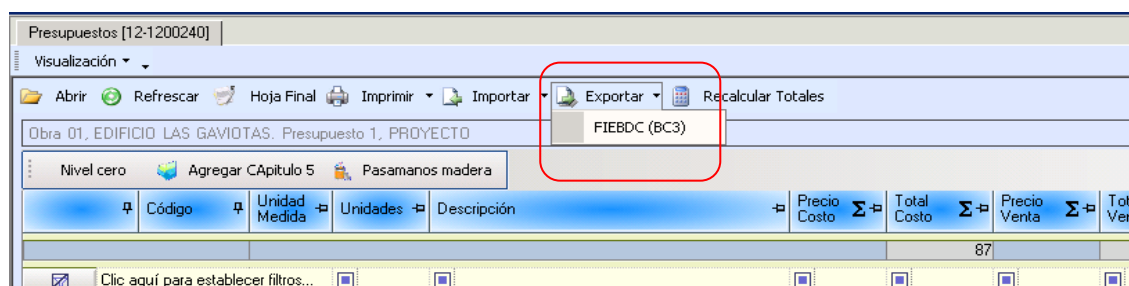 Presupuestos [12-1200240]
Visualización
Abrir Refrescar Hoja Final Imprimir Importar Exportar Recalcular Totales
Obra 01, EDIFICIO LAS GAVIOTAS. Presupuesto 1, PROYECTO
FIEBDC (BC3)
Nivel cero Agregar CApitulo 5 Pasamanos madera
Código Unidad Medida Unidades Descripción Precio Costo Σ Total Costo Σ Precio Venta Σ Tot Ver
87
Clic aquí para establecer filtros...